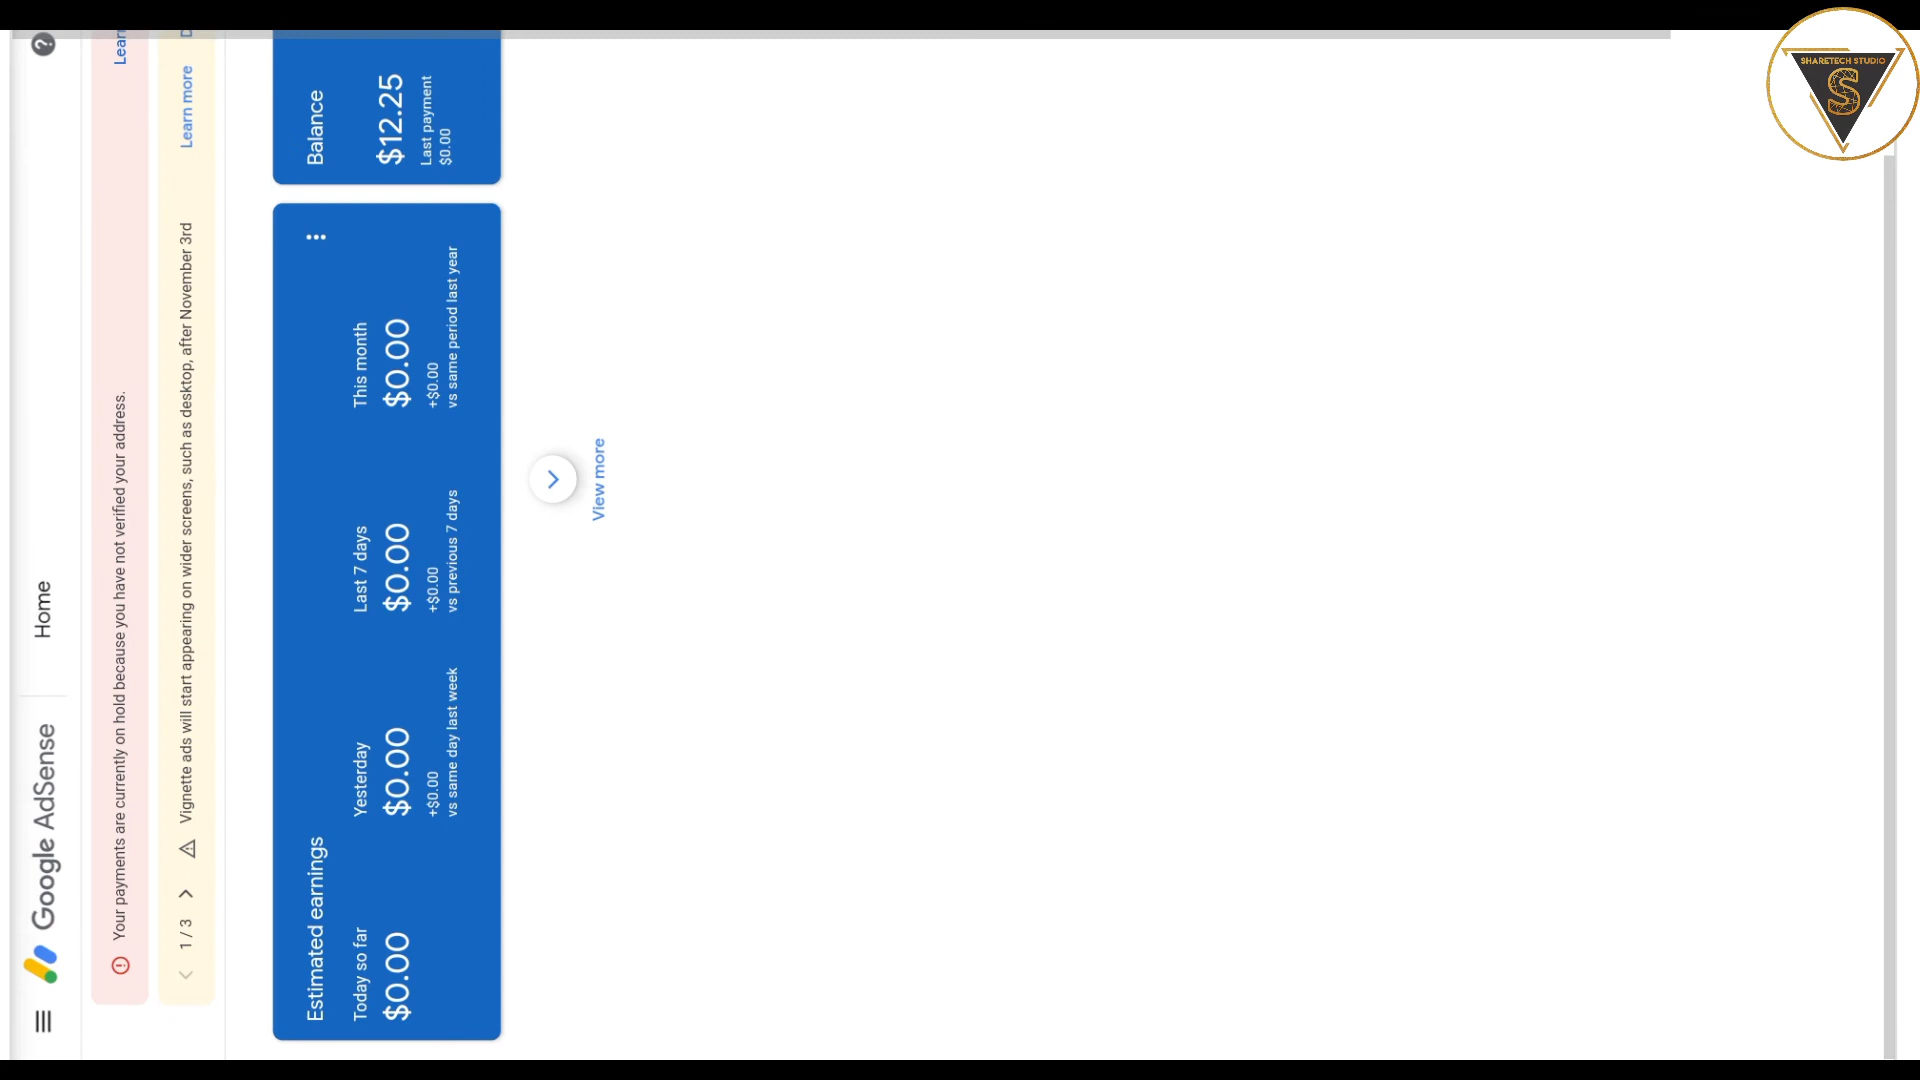 Google AdSense
Home
Your payments are currently on hold because you have not verified your address.
Lear
1 / 3
Vignette ads will start appearing on wider screens, such as desktop, after November 3rd
Learn more
Estimated earnings
Today so far
$0.00
Yesterday
$0.00
+$0.00
vs same day last week
Last 7 days
$0.00
+$0.00
vs previous 7 days
This month
$0.00
+$0.00
vs same period last year
Balance
$12.25
Last payment
$0.00
View more
SHARETECH STUDIO
S